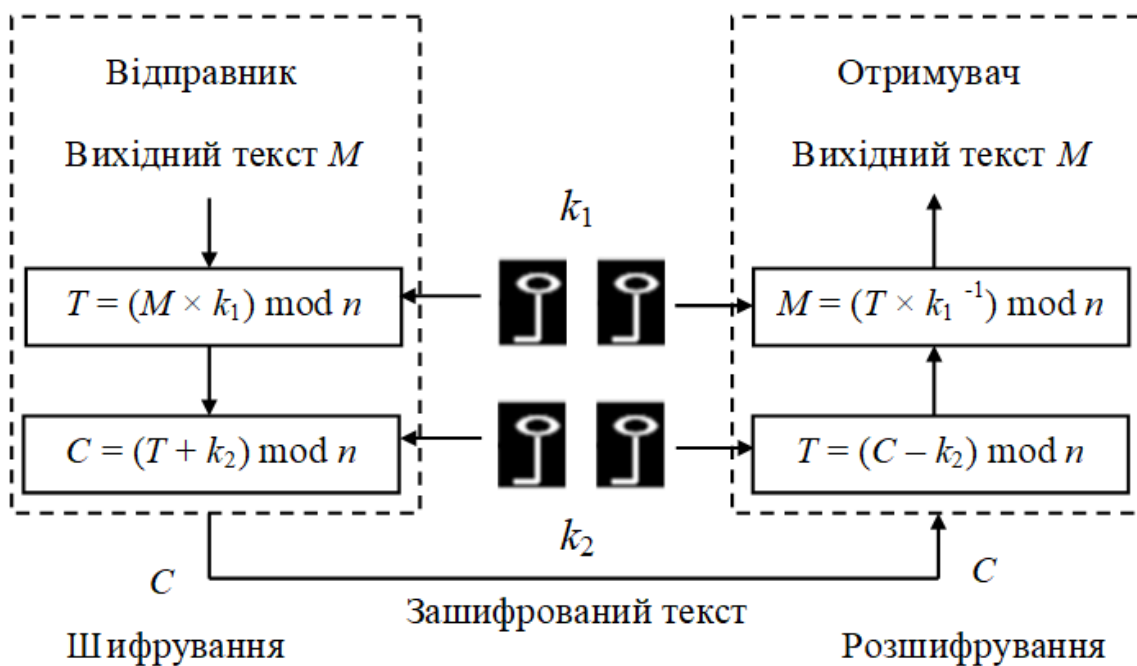 Відправник
Вихідний текст M
T = (M × k₁) mod n
C = (T + k₂) mod n
C
Шифрування
k₁
k₂
Зашифрований текст
Отримувач
Вихідний текст M
M = (T × k₁⁻¹) mod n
T = (C – k₂) mod n
C
Розшифрування